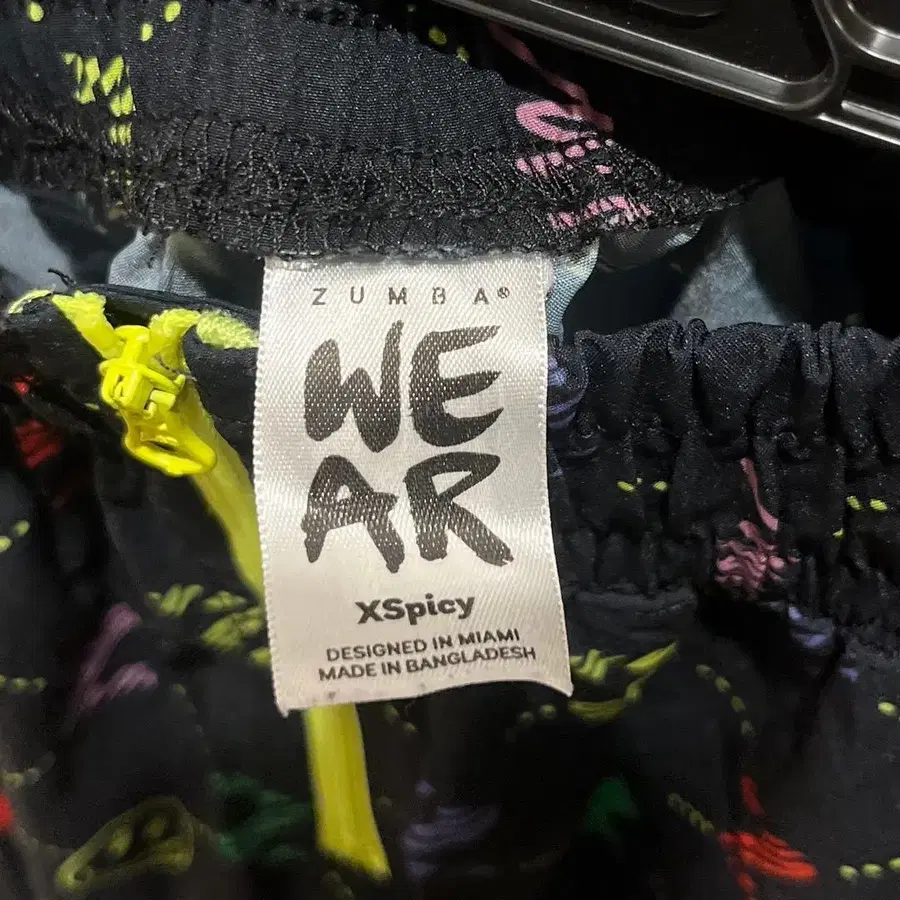 ZUMBA®
WE
AR
XSpicy
DESIGNED IN MIAMI
MADE IN BANGLADESH